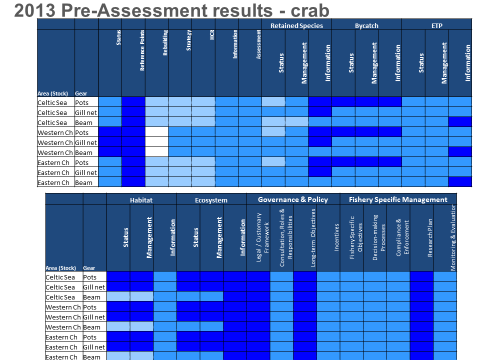 2013 Pre-Assessment results - crab
Retained Species Bycatch ETP
Area (Stock) Gear Status Reference Points Rebuilding Strategy HCR Information Assessment Status Management Information Status Management Information Status Management Information
Celtic Sea Pots
Celtic Sea Gill net
Celtic Sea Beam
Western Ch Pots
Western Ch Gill net
Western Ch Beam
Eastern Ch Pots
Eastern Ch Gill net
Eastern Ch Beam
Habitat Ecosystem Governance & Policy Fishery Specific Management
Area (Stock) Gear Status Management Information Status Management Information Legal / Customary Framework Consultation, Roles & Responsibilities Long-term Objectives Incentives Fishery Specific Objectives Decision-making Processes Compliance & Enforcement Research Plan Monitoring & Evaluation
Celtic Sea Pots
Celtic Sea Gill net
Celtic Sea Beam
Western Ch Pots
Western Ch Gill net
Western Ch Beam
Eastern Ch Pots
Eastern Ch Gill net
Eastern Ch Beam